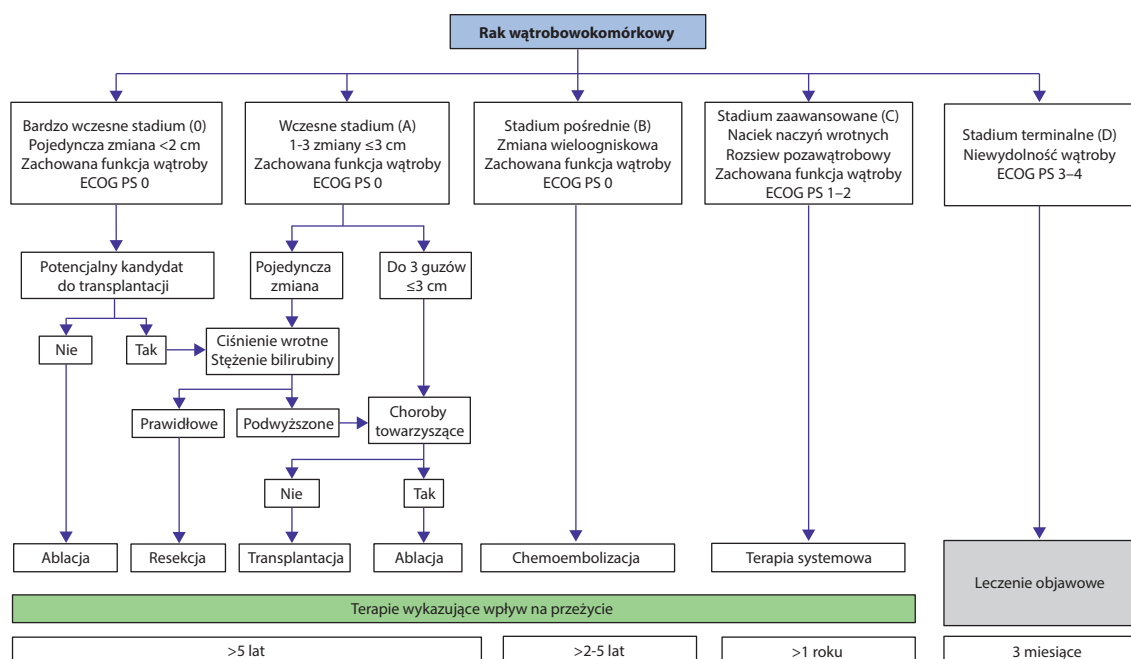 Rak wątrobowokomórkowy
Bardzo wczesne stadium (0)
Pojedyncza zmiana <2 cm
Zachowana funkcja wątroby
ECOG PS 0
Wczesne stadium (A)
1-3 zmiany ≤3 cm
Zachowana funkcja wątroby
ECOG PS 0
Stadium pośrednie (B)
Zmiana wieloogniskowa
Zachowana funkcja wątroby
ECOG PS 0
Stadium zaawansowane (C)
Naciek naczyń wrotnych
Rozsiew pozawątrobowy
Zachowana funkcja wątroby
ECOG PS 1–2
Stadium terminalne (D)
Niewydolność wątroby
ECOG PS 3–4
Potencjalny kandydat
do transplantacji
Pojedyncza
zmiana
Do 3 guzów
≤3 cm
Nie
Tak
Ciśnienie wrotne
Stężenie bilirubiny
Prawidłowe
Podwyższone
Choroby
towarzyszące
Nie
Tak
Ablacja
Resekcja
Transplantacja
Ablacja
Chemoembolizacja
Terapia systemowa
Leczenie objawowe
Terapie wykazujące wpływ na przeżycie
>5 lat
>2-5 lat
>1 roku
3 miesiące